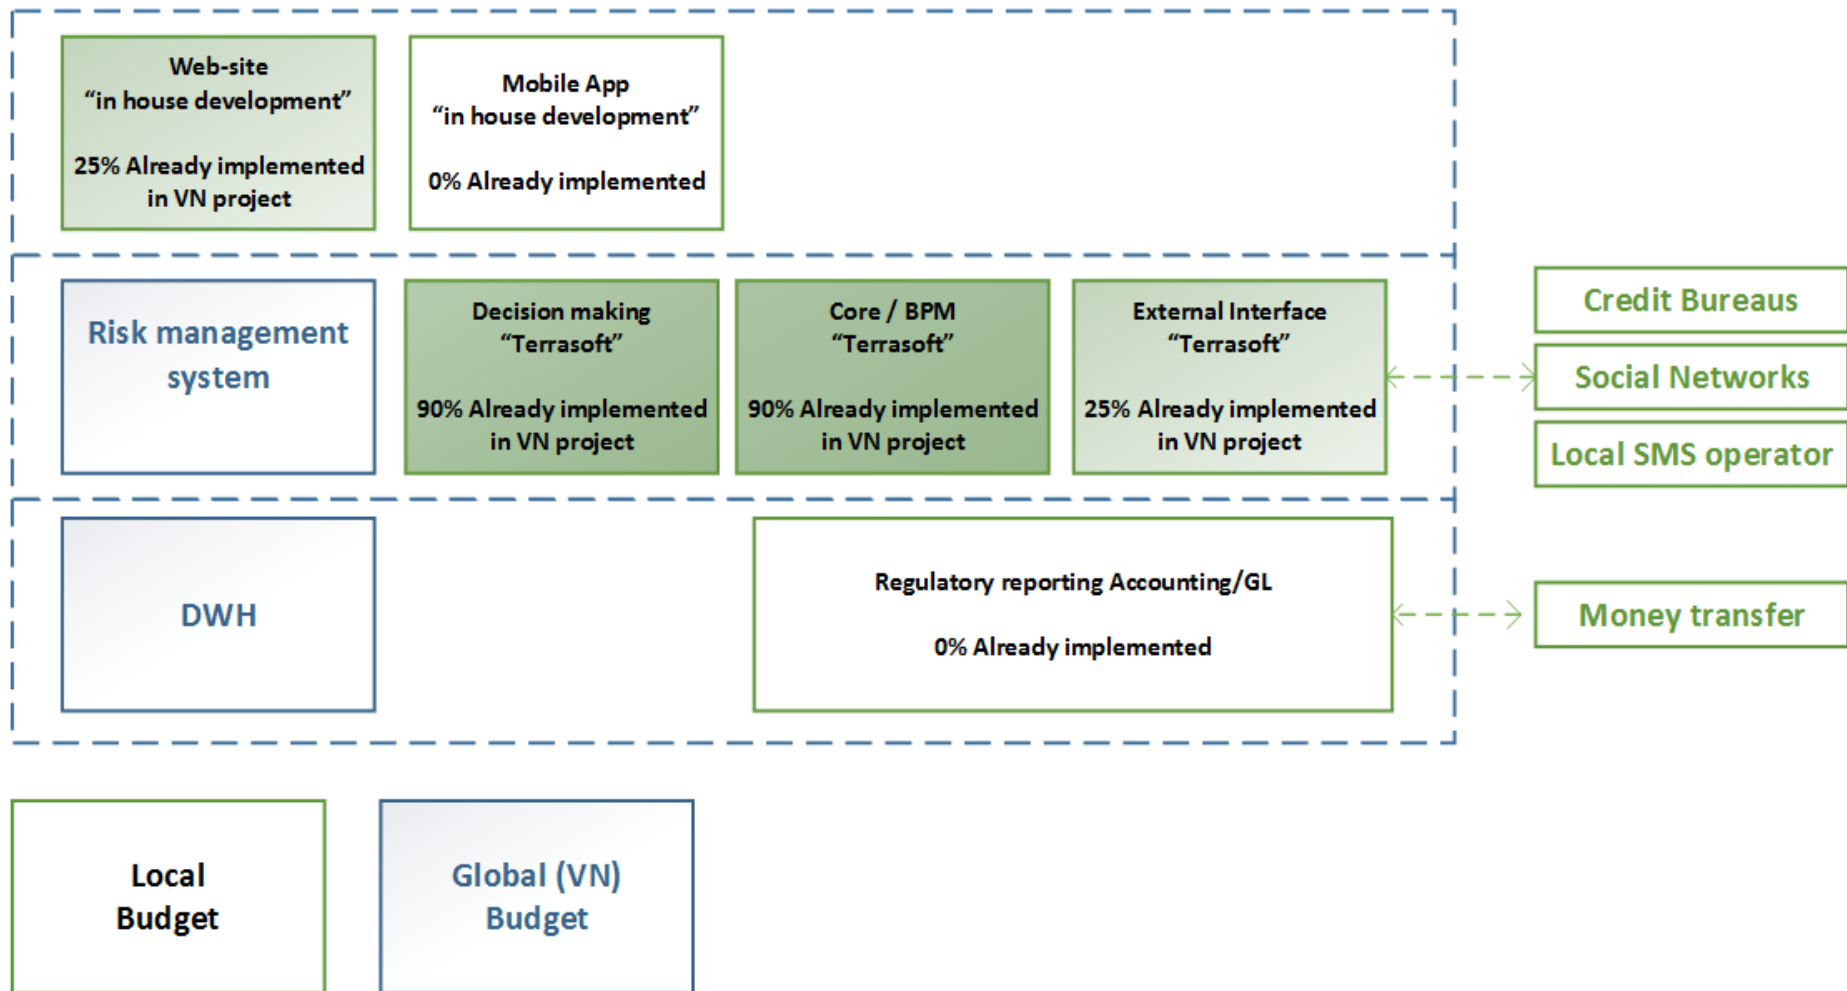 Web-site
“in house development”
25% Already implemented
in VN project
Mobile App
“in house development”
0% Already implemented
Risk management
system
Decision making
“Terrasoft”
90% Already implemented
in VN project
Core / BPM
“Terrasoft”
90% Already implemented
in VN project
External Interface
“Terrasoft”
25% Already implemented
in VN project
Credit Bureaus
Social Networks
Local SMS operator
DWH
Regulatory reporting Accounting/GL
0% Already implemented
Money transfer
Local
Budget
Global (VN)
Budget